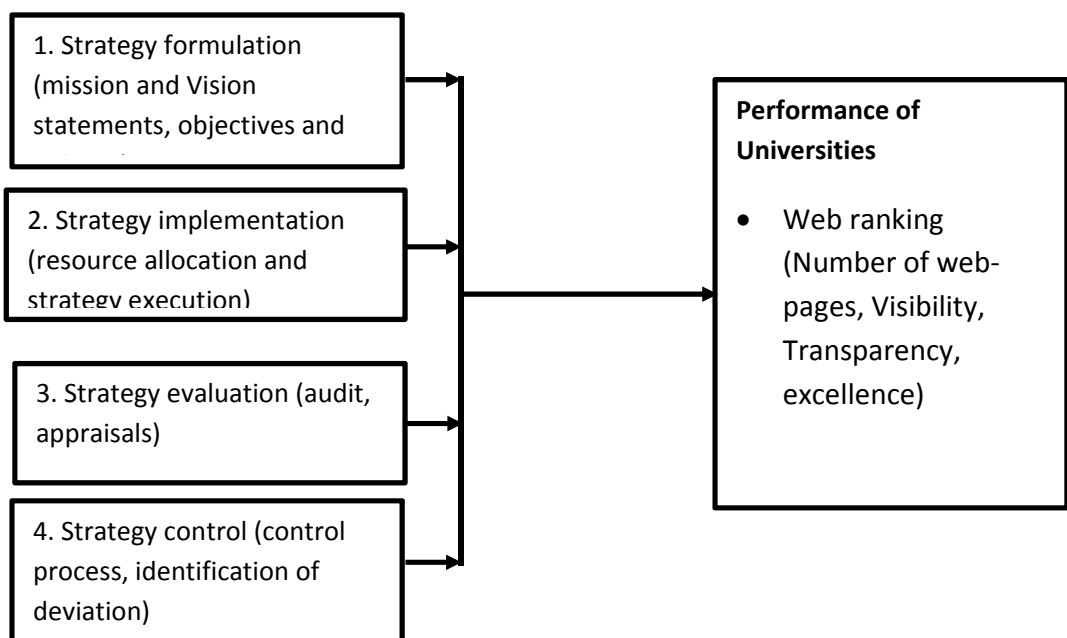 1. Strategy formulation
(mission and Vision
statements, objectives and
2. Strategy implementation
(resource allocation and
strategy execution)
3. Strategy evaluation (audit,
appraisals)
4. Strategy control (control
process, identification of
deviation)
Performance of
Universities
• Web ranking
(Number of web-
pages, Visibility,
Transparency,
excellence)